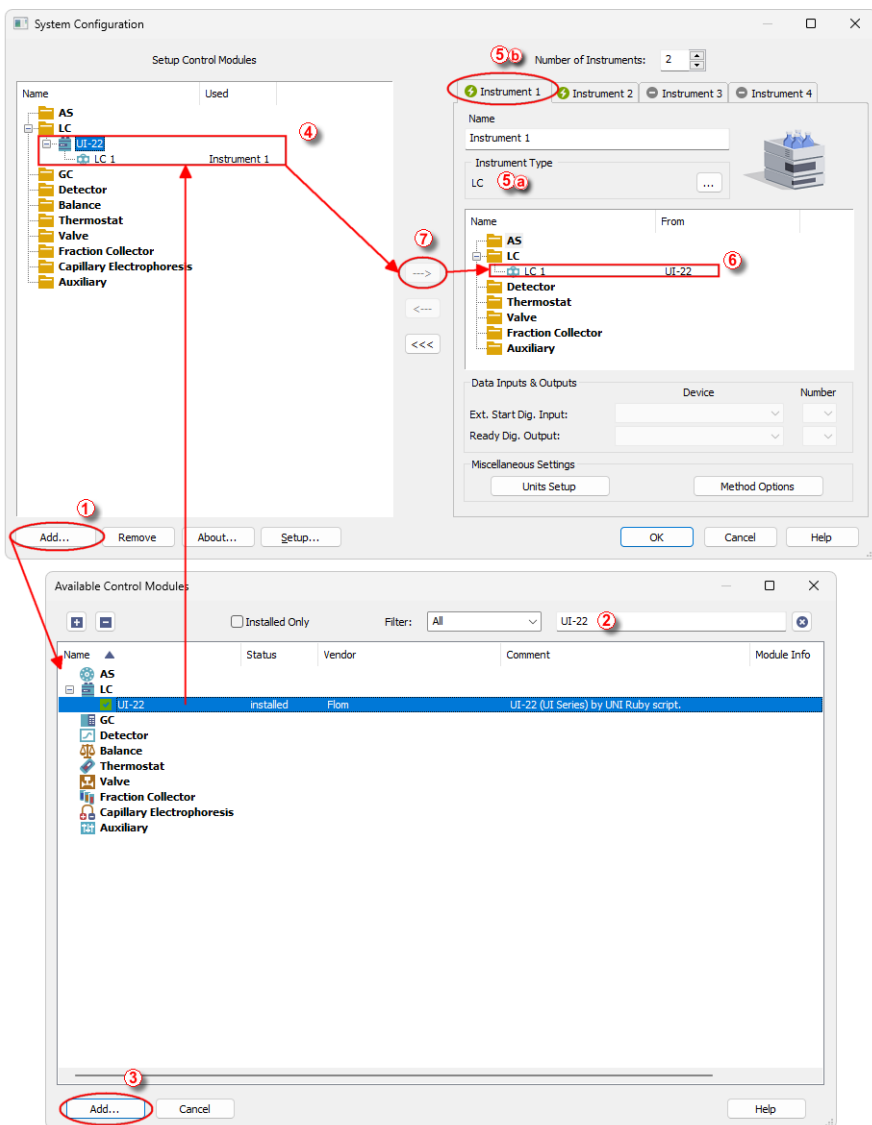 System Configuration
Setup Control Modules
⑤ⓑ Number of Instruments: 2
Name Used
AS
LC
UI-22
LC 1 Instrument 1
④
GC
Detector
Balance
Thermostat
Valve
Fraction Collector
Capillary Electrophoresis
Auxiliary
⑦
--->
<---
<<<
Instrument 1 Instrument 2 Instrument 3 Instrument 4
Name
Instrument 1
Instrument Type
LC ⑤ⓐ ...
Name From
AS
LC
LC 1 UI-22
⑥
Detector
Thermostat
Valve
Fraction Collector
Auxiliary
Data Inputs & Outputs
Device Number
Ext. Start Dig. Input:
Ready Dig. Output:
Miscellaneous Settings
Units Setup Method Options
①
Add... Remove About... Setup...
OK Cancel Help
Available Control Modules
Installed Only Filter: All UI-22 ②
Name Status Vendor Comment Module Info
AS
LC
UI-22 installed Flom UI-22 (UI Series) by UNI Ruby script.
GC
Detector
Balance
Thermostat
Valve
Fraction Collector
Capillary Electrophoresis
Auxiliary
③
Add... Cancel Help